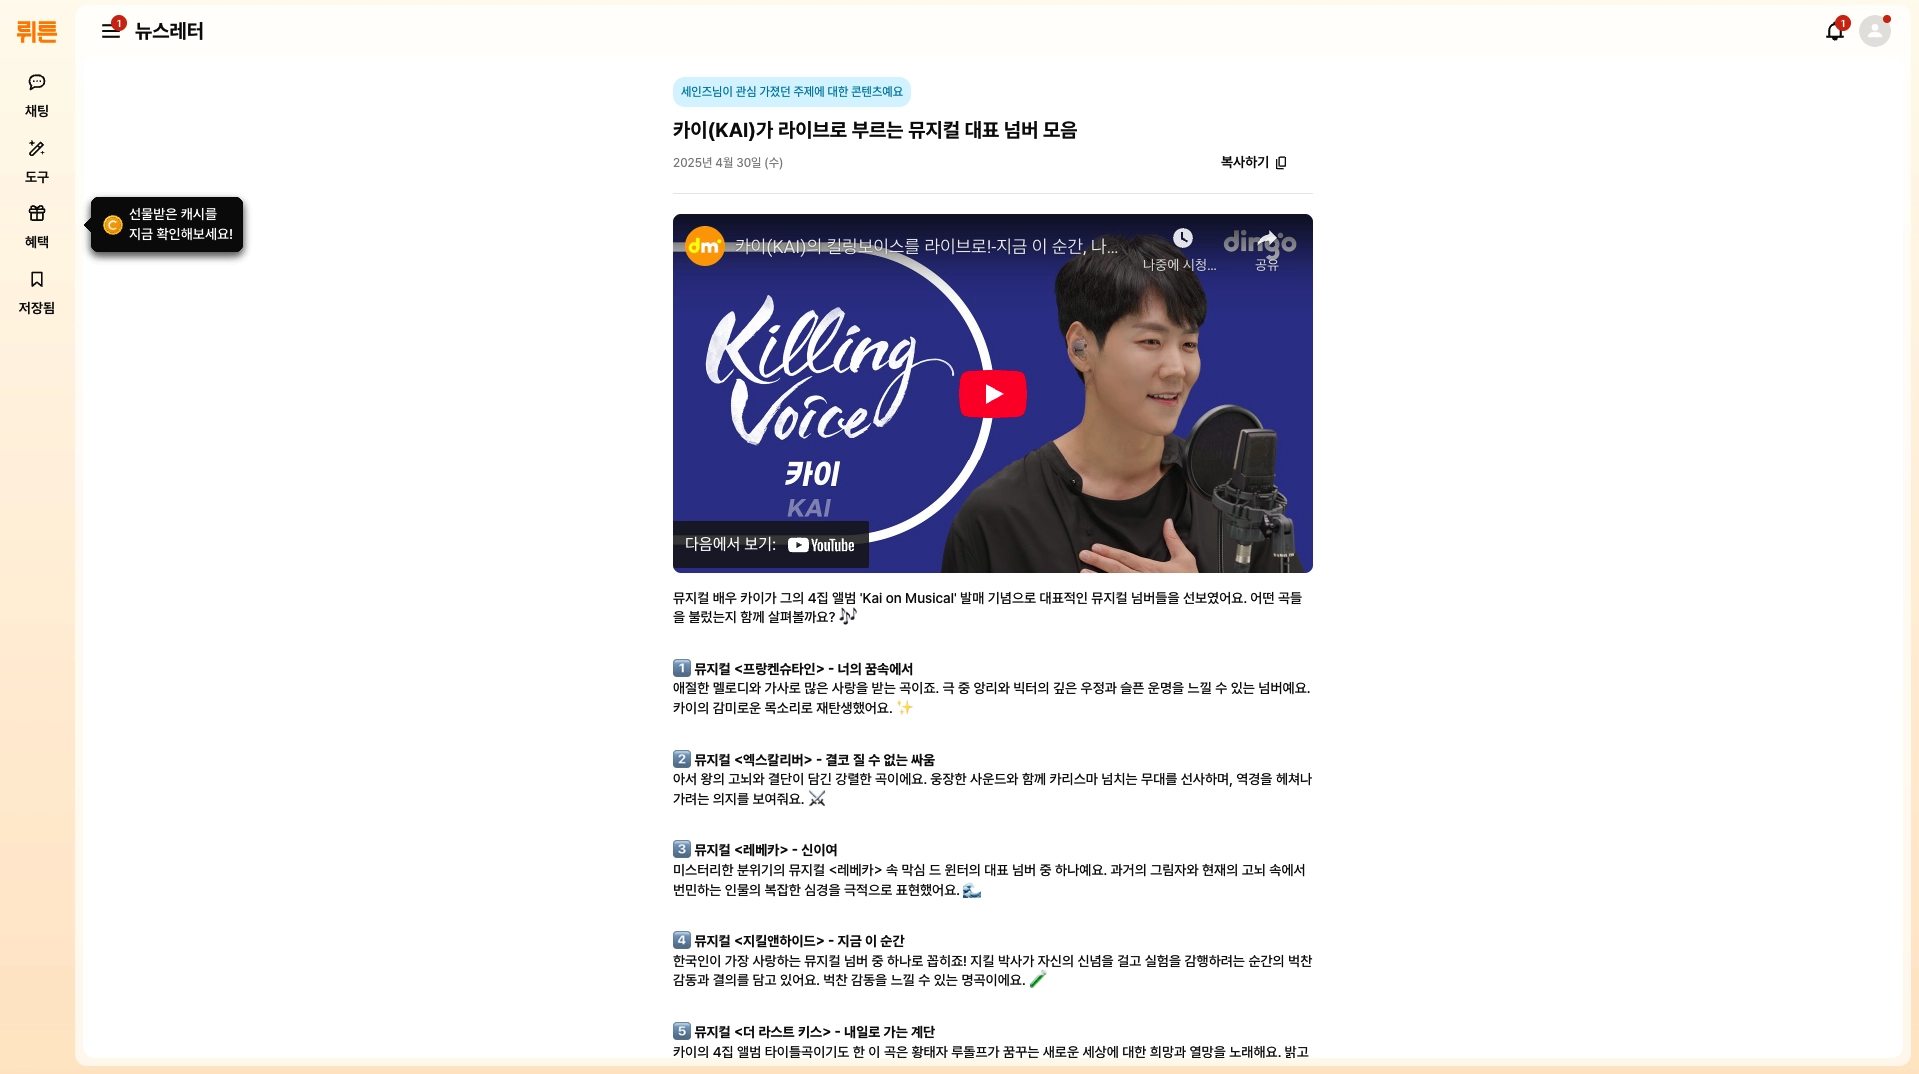 뤼튼
1
뉴스레터
1
채팅
도구
혜택
저장됨
선물받은 캐시를
지금 확인해보세요!
세인즈님이 관심 가졌던 주제에 대한 콘텐츠예요
카이(KAI)가 라이브로 부르는 뮤지컬 대표 넘버 모음
2025년 4월 30일 (수)
복사하기
dm
카이(KAI)의 킬링보이스를 라이브로!-지금 이 순간, 나...
나중에 시청...
공유
dingo
Killing
Voice
카이
KAI
다음에서 보기: YouTube
뮤지컬 배우 카이가 그의 4집 앨범 'Kai on Musical' 발매 기념으로 대표적인 뮤지컬 넘버들을 선보였어요. 어떤 곡들
을 불렀는지 함께 살펴볼까요? 🎶
1️⃣ 뮤지컬 <프랑켄슈타인> - 너의 꿈속에서
애절한 멜로디와 가사로 많은 사랑을 받는 곡이죠. 극 중 앙리와 빅터의 깊은 우정과 슬픈 운명을 느낄 수 있는 넘버예요.
카이의 감미로운 목소리로 재탄생했어요. ✨
2️⃣ 뮤지컬 <엑스칼리버> - 결코 질 수 없는 싸움
아서 왕의 고뇌와 결단이 담긴 강렬한 곡이에요. 웅장한 사운드와 함께 카리스마 넘치는 무대를 선사하며, 역경을 헤쳐나
가려는 의지를 보여줘요. ⚔
3️⃣ 뮤지컬 <레베카> - 신이여
미스터리한 분위기의 뮤지컬 <레베카> 속 막심 드 윈터의 대표 넘버 중 하나예요. 과거의 그림자와 현재의 고뇌 속에서
번민하는 인물의 복잡한 심경을 극적으로 표현했어요. 🌊
4️⃣ 뮤지컬 <지킬앤하이드> - 지금 이 순간
한국인이 가장 사랑하는 뮤지컬 넘버 중 하나로 꼽히죠! 지킬 박사가 자신의 신념을 걸고 실험을 감행하려는 순간의 벅찬
감동과 결의를 담고 있어요. 벅찬 감동을 느낄 수 있는 명곡이에요. 🧪
5️⃣ 뮤지컬 <더 라스트 키스> - 내일로 가는 계단
카이의 4집 앨범 타이틀곡이기도 한 이 곡은 황태자 루돌프가 꿈꾸는 새로운 세상에 대한 희망과 열망을 노래해요. 밝고